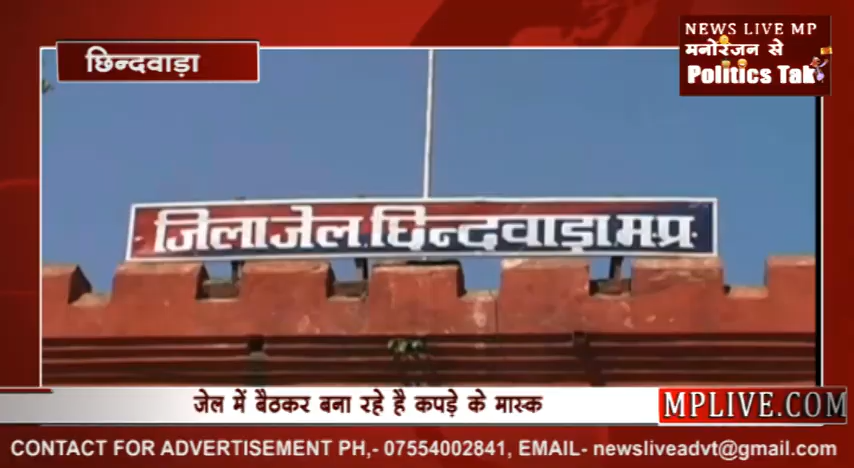 छिन्दवाड़ा
NEWS LIVE MP
मनोरंजन से
Politics Tak
जिला जेल.छिन्दवाड़ा.म.प्र.
जेल में बैठकर बना रहे है कपड़े के मास्क
MPLIVE.COM
CONTACT FOR ADVERTISEMENT PH,- 07554002841, EMAIL- newsliveadvt@gmail.com